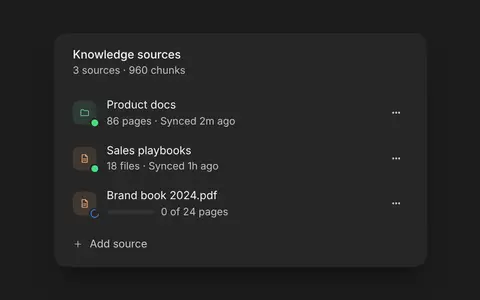 Knowledge sources
3 sources · 960 chunks
Product docs
86 pages · Synced 2m ago
Sales playbooks
18 files · Synced 1h ago
Brand book 2024.pdf
0 of 24 pages
+ Add source